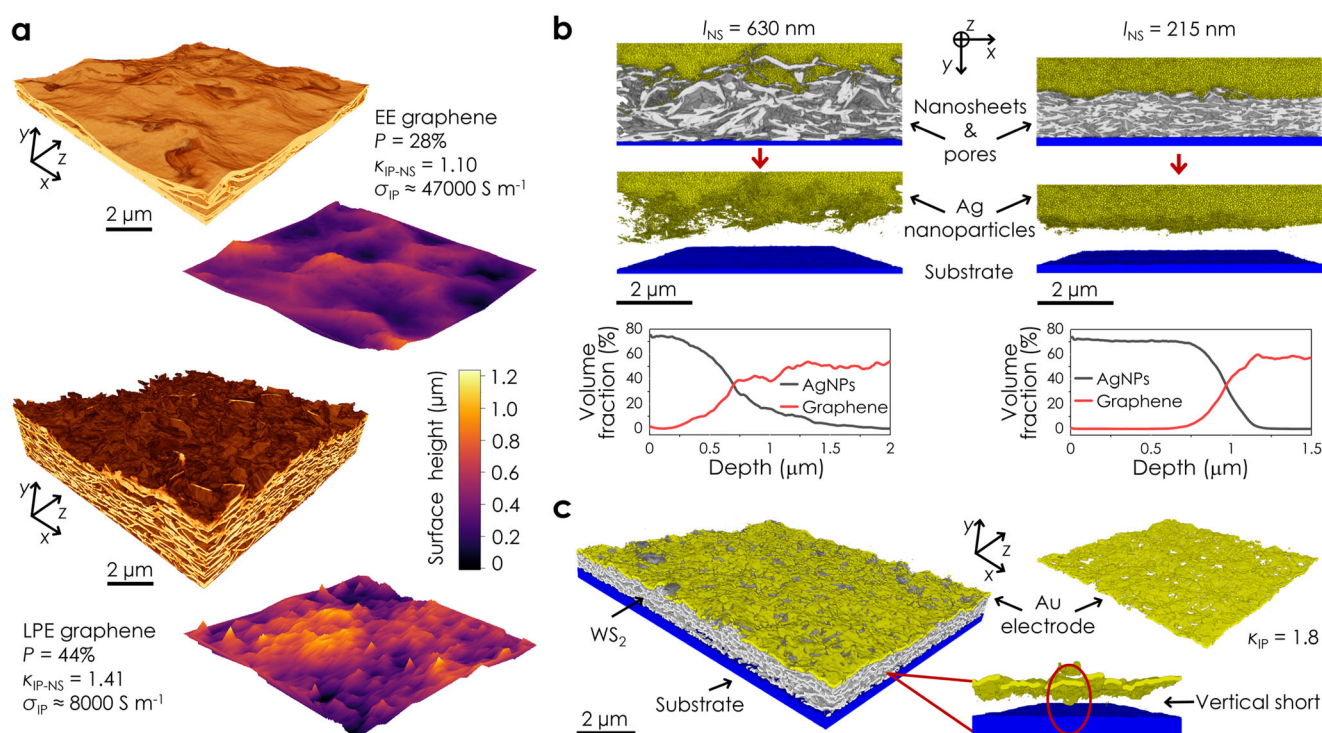 a
y
z
x
2 μm
EE graphene
P = 28%
κIP-NS = 1.10
σIP ≈ 47000 S m⁻¹
y
z
x
2 μm
Surface height (μm)
1.2
1.0
0.8
0.6
0.4
0.2
0
LPE graphene
P = 44%
κIP-NS = 1.41
σIP ≈ 8000 S m⁻¹
b
lNS = 630 nm
z
x
y
lNS = 215 nm
Nanosheets
&
pores
Ag
nanoparticles
Substrate
2 μm
2 μm
Volume
fraction (%)
80
60
40
20
0
AgNPs
Graphene
0 0.5 1 1.5 2
Depth (μm)
Volume
fraction (%)
80
60
40
20
0
AgNPs
Graphene
0 0.5 1 1.5
Depth (μm)
c
y
z
x
WS₂
Substrate
2 μm
Au
electrode
κIP = 1.8
Vertical short